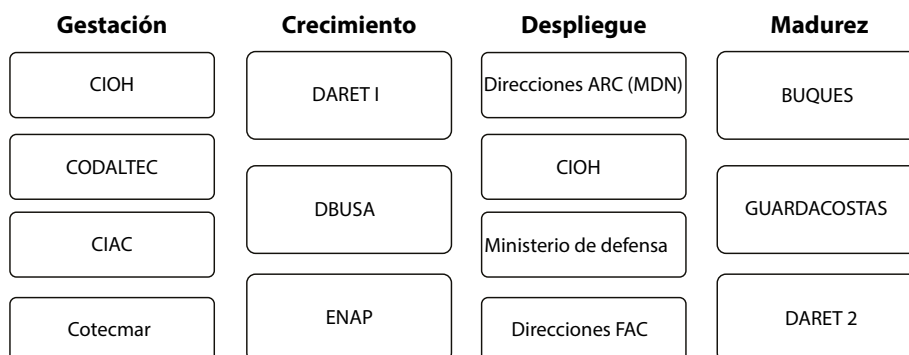 Gestación
CIOH
CODALTEC
CIAC
Cotecmar
Crecimiento
DARET I
DBUSA
ENAP
Despliegue
Direcciones ARC (MDN)
CIOH
Ministerio de defensa
Direcciones FAC
Madurez
BUQUES
GUARDACOSTAS
DARET 2